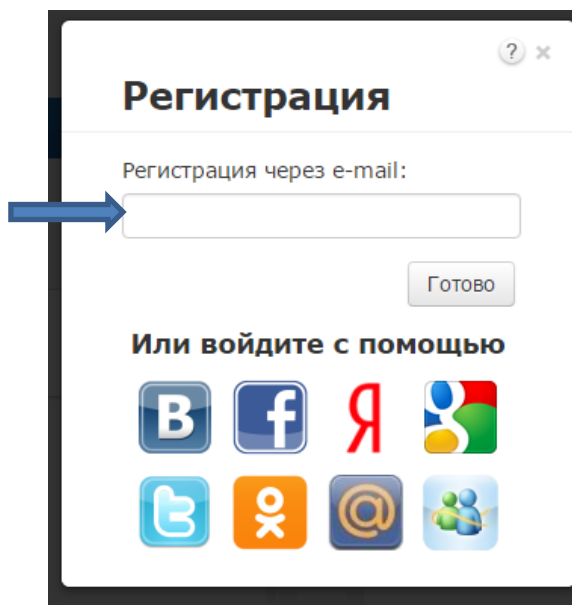 ?
Регистрация
Регистрация через e-mail:
Готово
Или войдите с помощью
В f Я g
t @